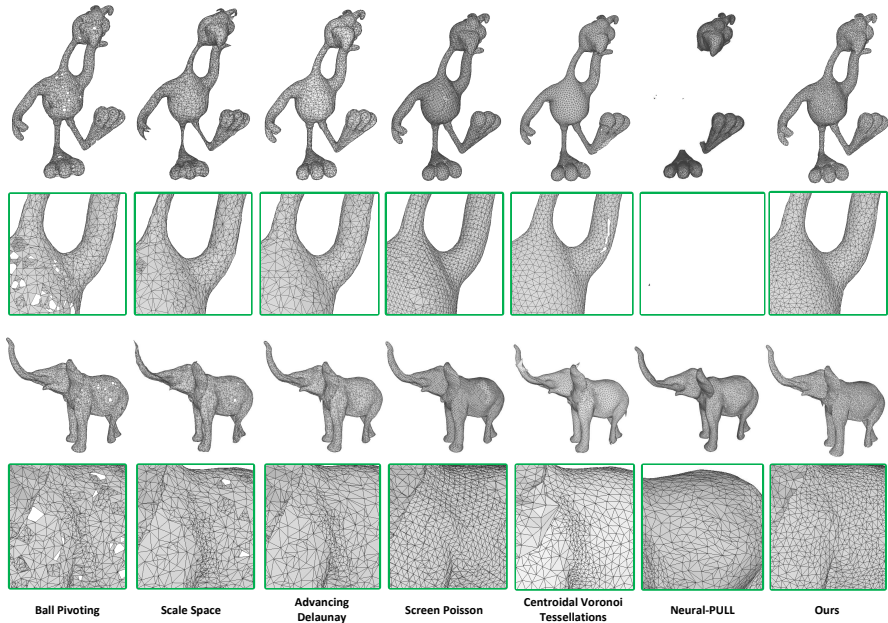 Ball Pivoting
Scale Space
Advancing
Delaunay
Screen Poisson
Centroidal Voronoi
Tessellations
Neural-PULL
Ours